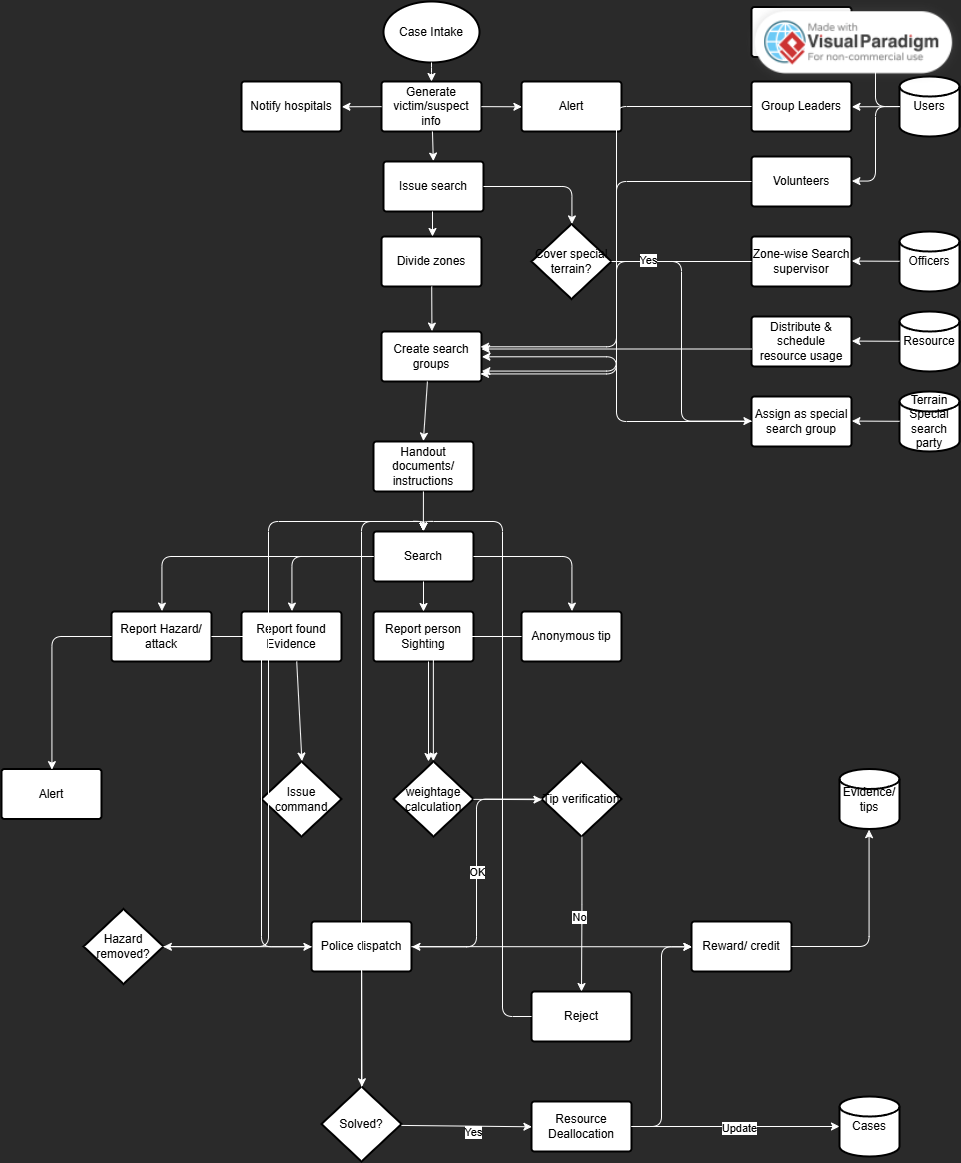 Case Intake
Made with
Visual Paradigm
For non-commercial use
Notify hospitals
Generate
victim/suspect
info
Alert
Group Leaders
Users
Issue search
Volunteers
Divide zones
Cover special
terrain?
Yes
Zone-wise Search
supervisor
Officers
Create search
groups
Distribute &
schedule
resource usage
Resource
Assign as special
search group
Terrain
Special
search
party
Handout
documents/
instructions
Search
Report Hazard/
attack
Report found
Evidence
Report person
Sighting
Anonymous tip
Alert
Issue
command
weightage
calculation
Tip verification
Evidence/
tips
OK
No
Hazard
removed?
Police dispatch
Reward/ credit
Reject
Solved?
Yes
Resource
Deallocation
Update
Cases